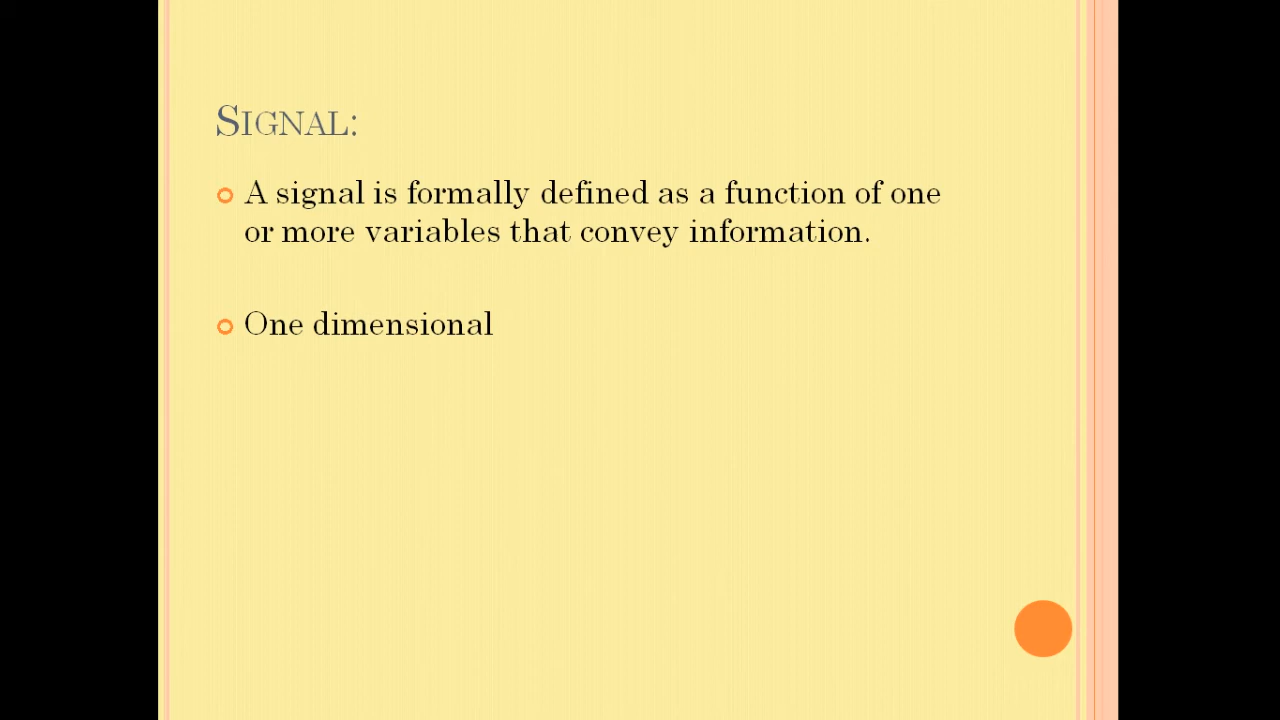 SIGNAL:
A signal is formally defined as a function of one
or more variables that convey information.
One dimensional